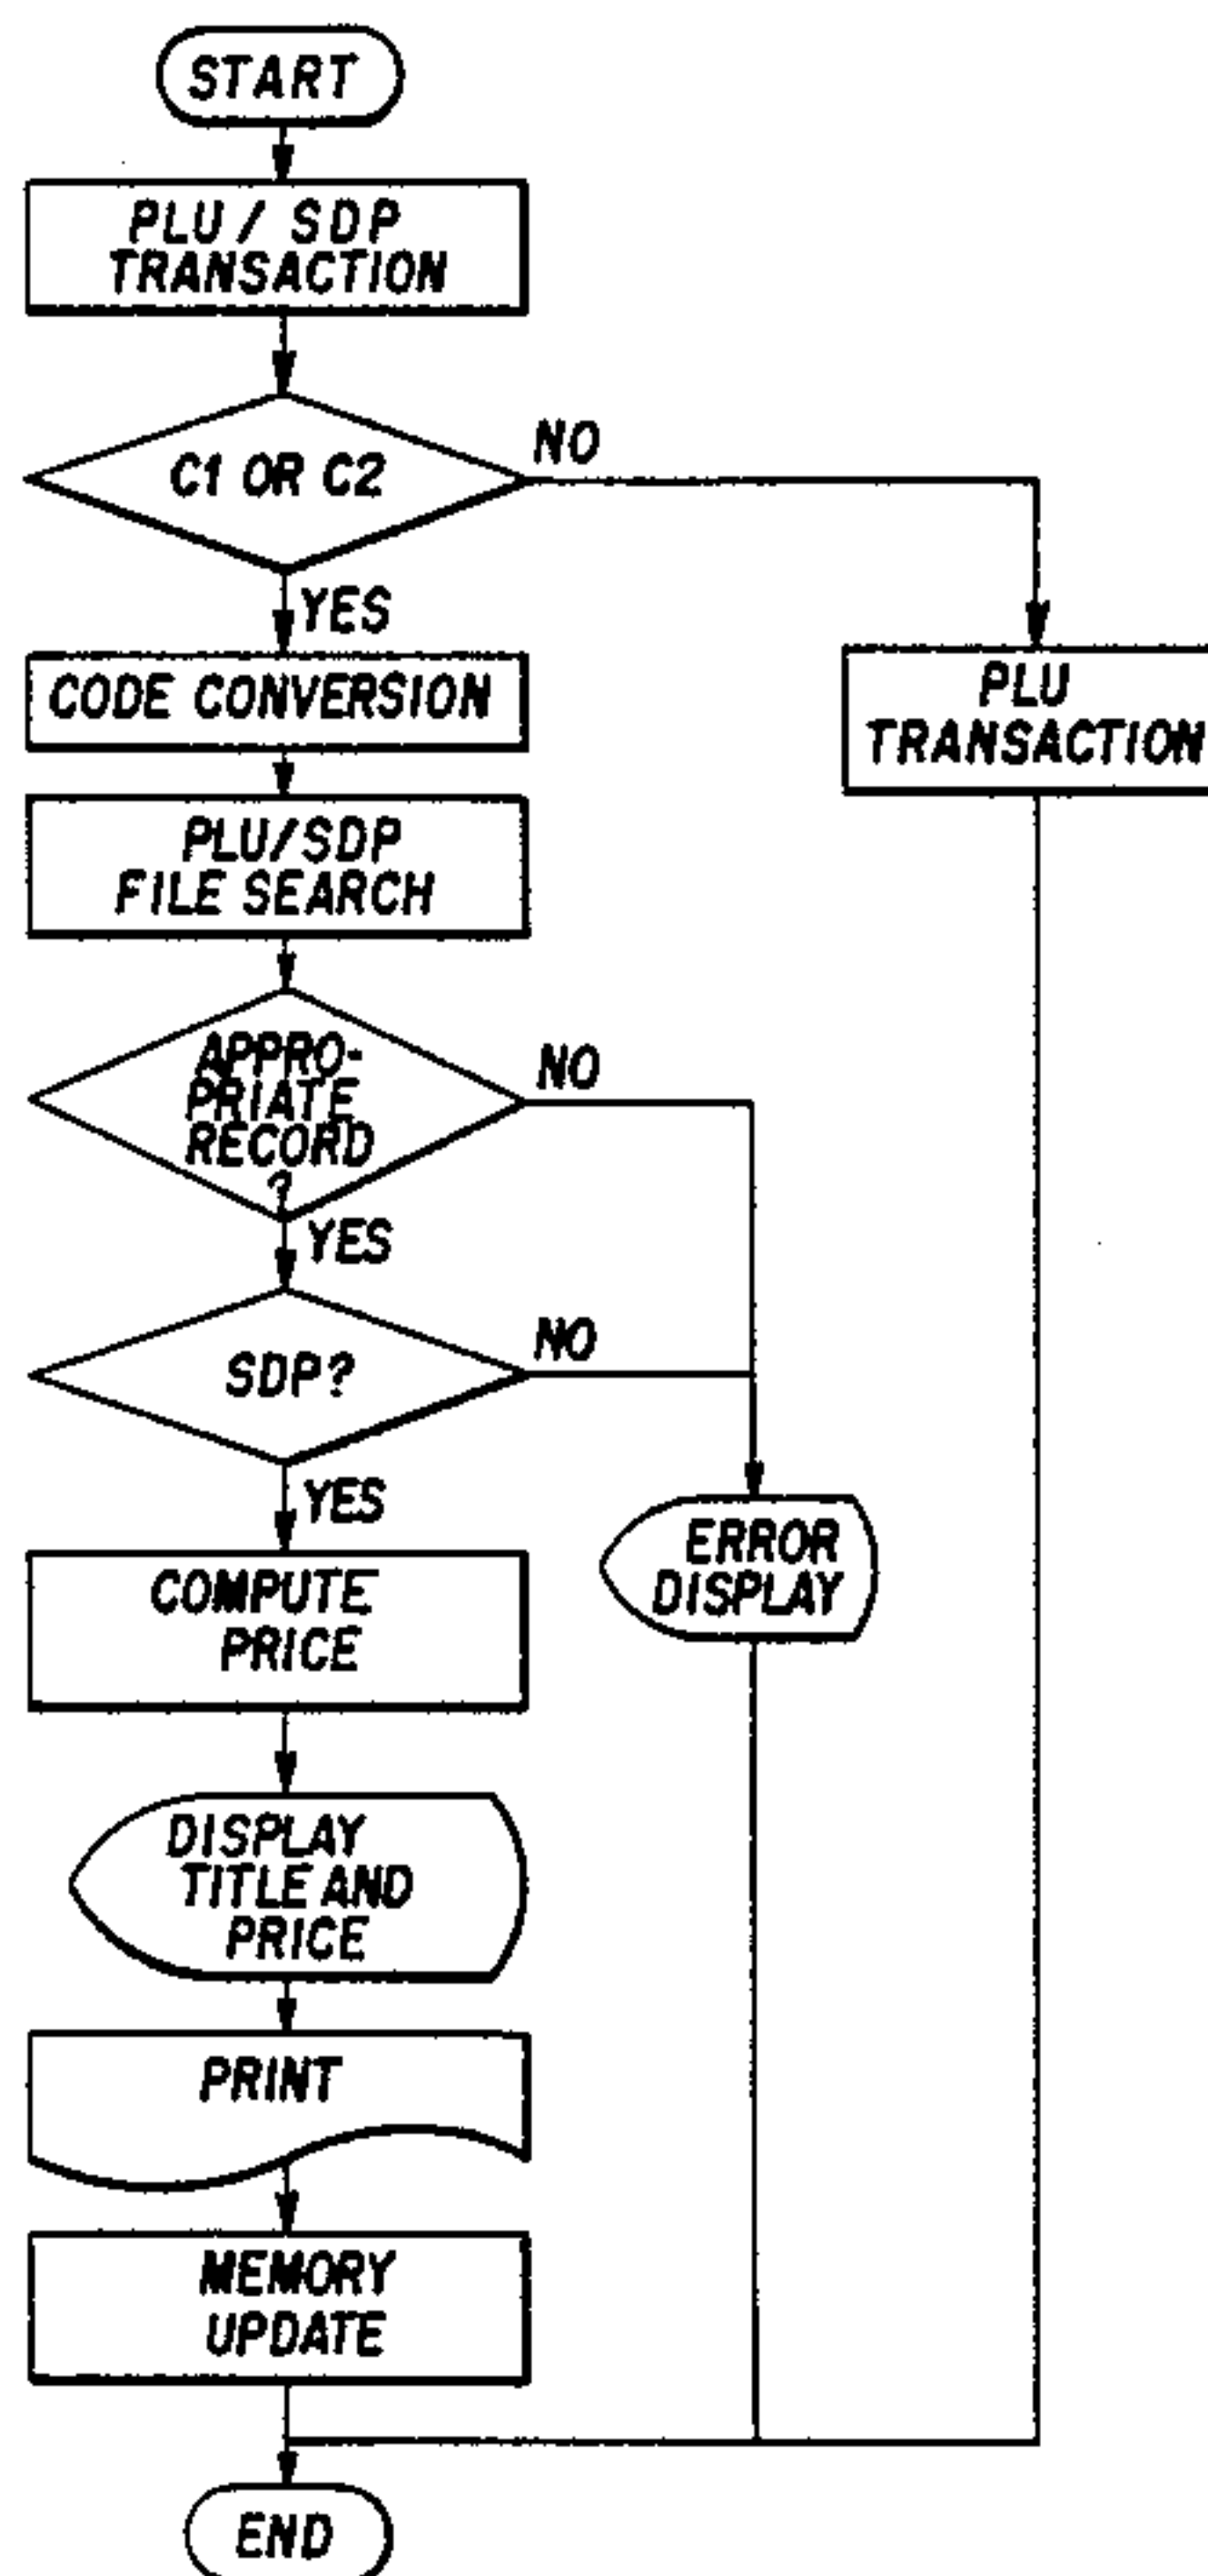 START
PLU / SDP
TRANSACTION
C1 OR C2
NO
YES
CODE CONVERSION
PLU
TRANSACTION
PLU/SDP
FILE SEARCH
APPRO-
PRIATE
RECORD
?
NO
YES
SDP?
NO
YES
COMPUTE
PRICE
ERROR
DISPLAY
DISPLAY
TITLE AND
PRICE
PRINT
MEMORY
UPDATE
END